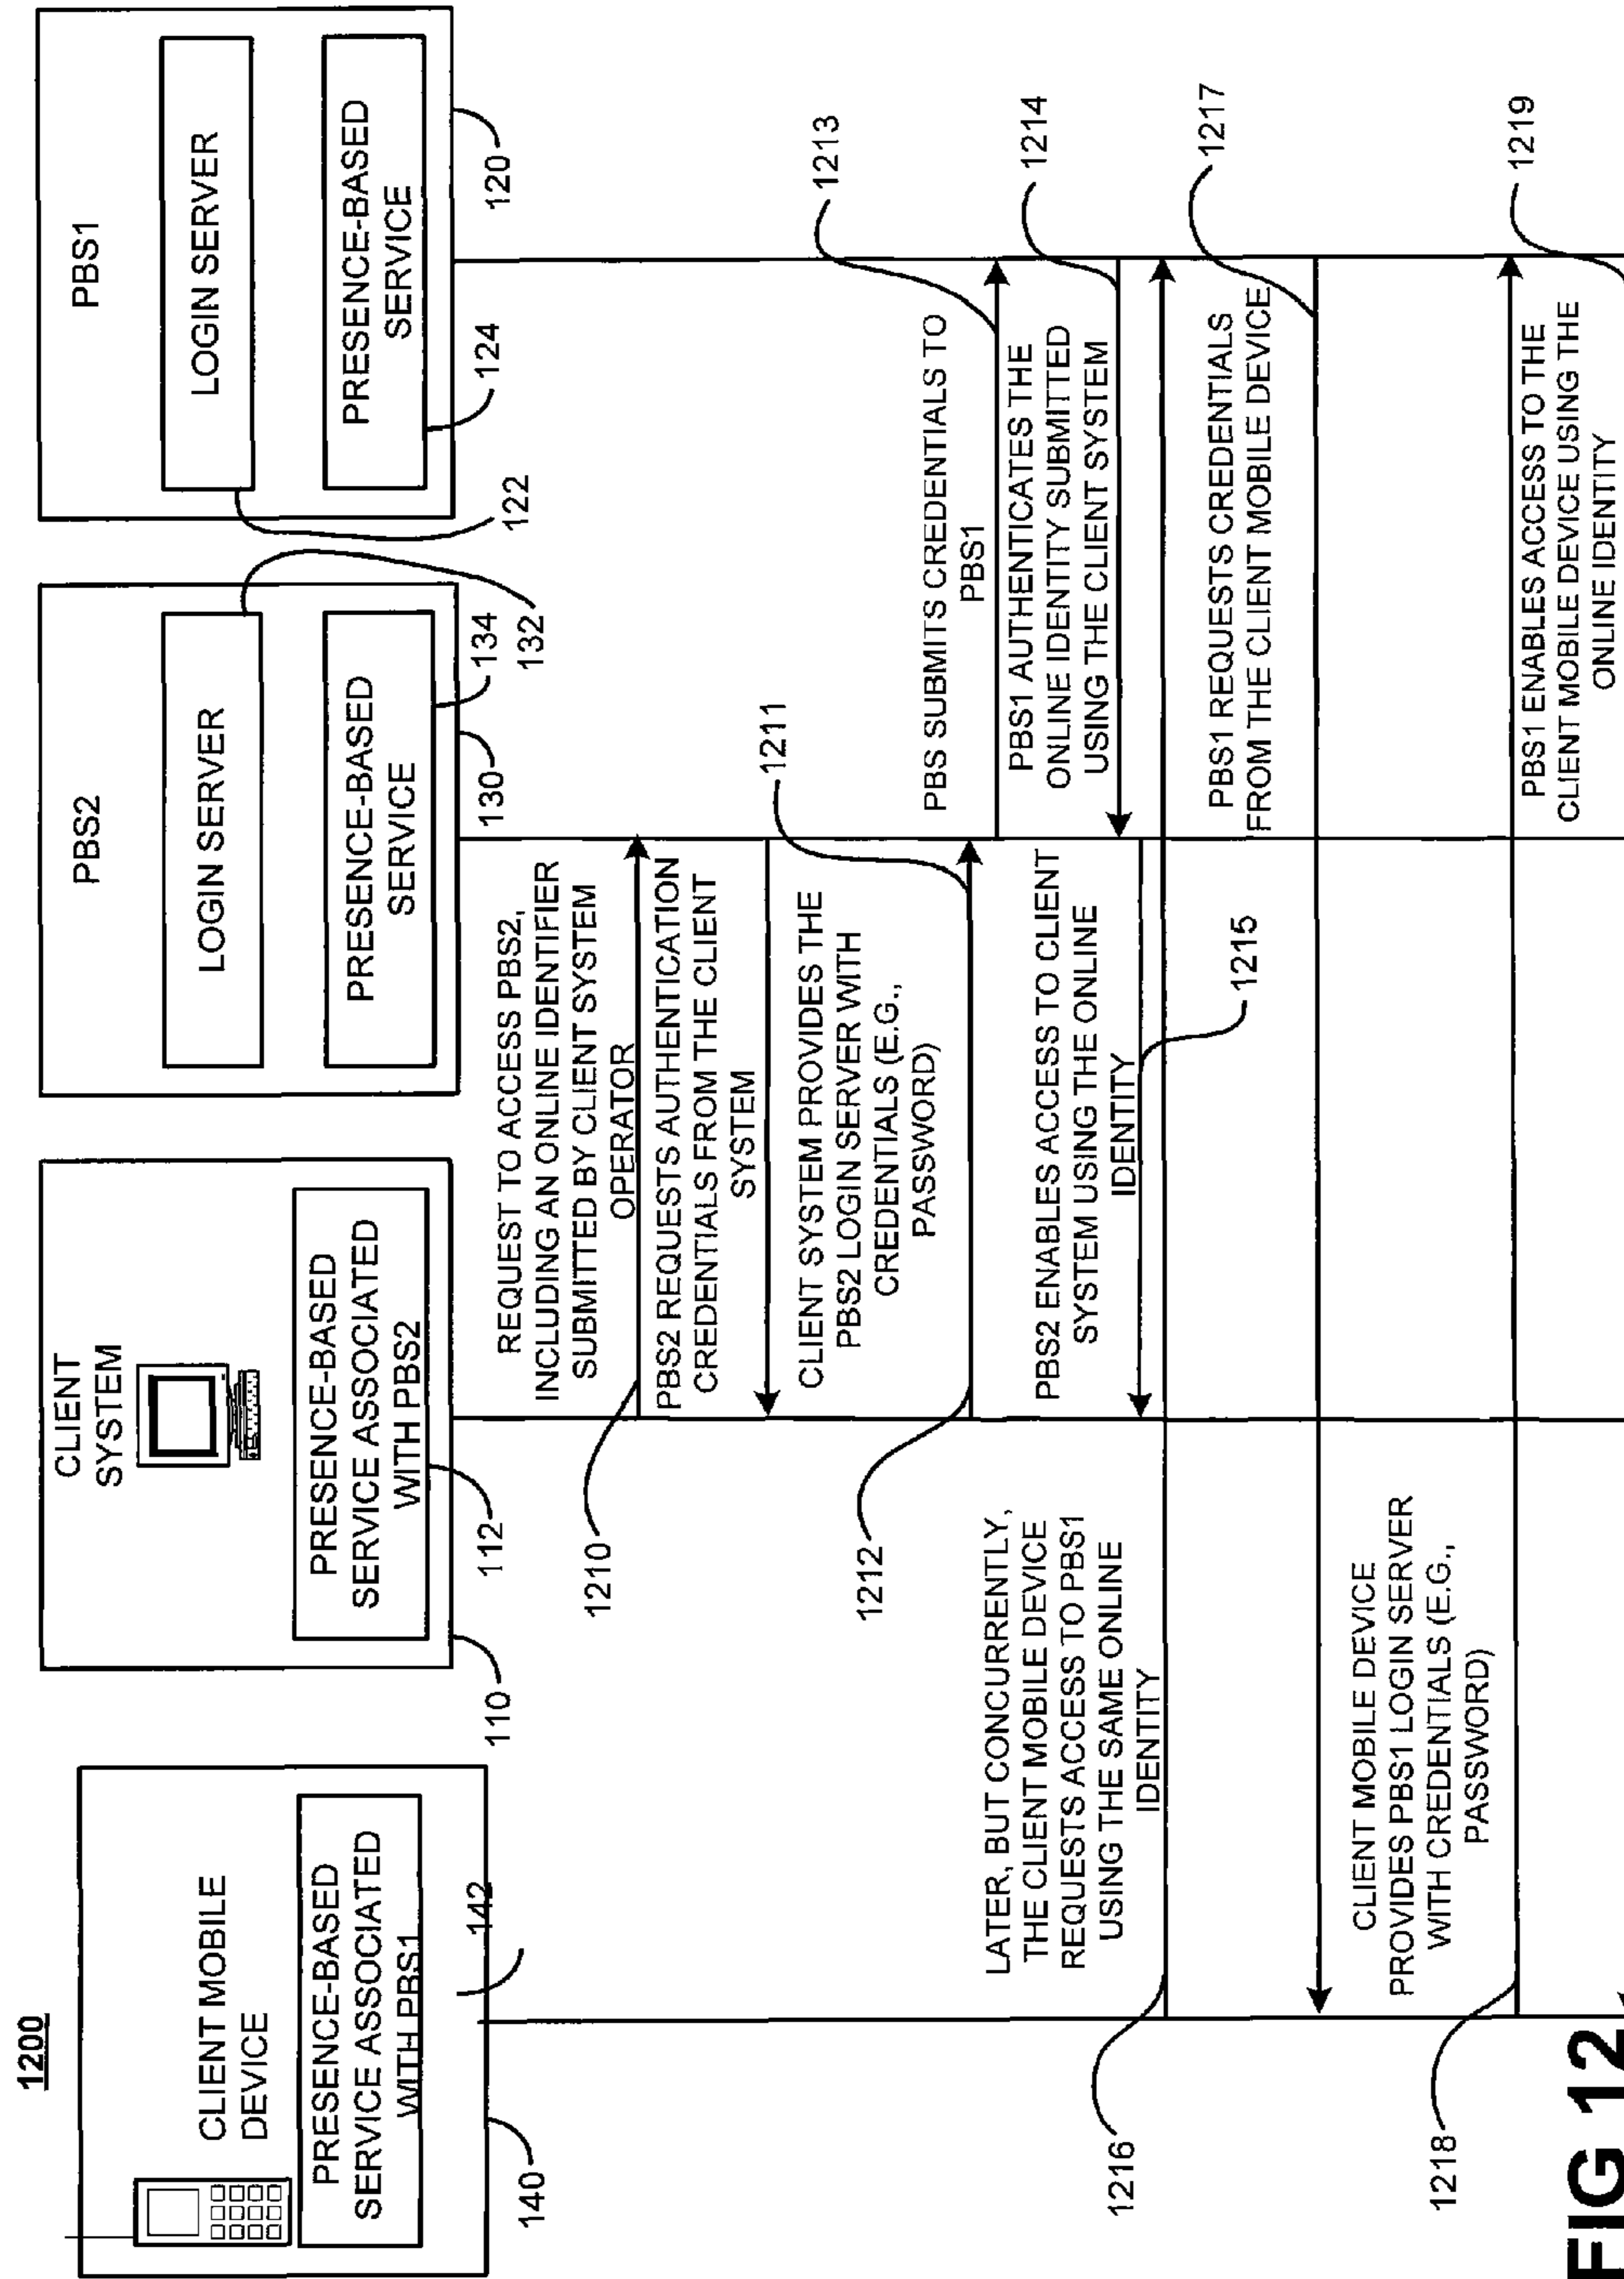 1200
CLIENT MOBILE
DEVICE
PRESENCE-BASED
SERVICE ASSOCIATED
WITH PBS1
142
140
CLIENT
SYSTEM
PRESENCE-BASED
SERVICE ASSOCIATED
WITH PBS2
112
110
PBS2
LOGIN SERVER
PRESENCE-BASED
SERVICE
134
132
130
PBS1
LOGIN SERVER
PRESENCE-BASED
SERVICE
124
122
120
REQUEST TO ACCESS PBS2,
INCLUDING AN ONLINE IDENTIFIER
SUBMITTED BY CLIENT SYSTEM
OPERATOR
1210
PBS2 REQUESTS AUTHENTICATION
CREDENTIALS FROM THE CLIENT
SYSTEM
1211
CLIENT SYSTEM PROVIDES THE
PBS2 LOGIN SERVER WITH
CREDENTIALS (E.G.,
PASSWORD)
1212
PBS SUBMITS CREDENTIALS TO
PBS1
1213
PBS1 AUTHENTICATES THE
ONLINE IDENTITY SUBMITTED
USING THE CLIENT SYSTEM
1214
PBS2 ENABLES ACCESS TO CLIENT
SYSTEM USING THE ONLINE
IDENTITY
1215
LATER, BUT CONCURRENTLY,
THE CLIENT MOBILE DEVICE
REQUESTS ACCESS TO PBS1
USING THE SAME ONLINE
IDENTITY
1216
PBS1 REQUESTS CREDENTIALS
FROM THE CLIENT MOBILE DEVICE
1217
CLIENT MOBILE DEVICE
PROVIDES PBS1 LOGIN SERVER
WITH CREDENTIALS (E.G.,
PASSWORD)
1218
PBS1 ENABLES ACCESS TO THE
CLIENT MOBILE DEVICE USING THE
ONLINE IDENTITY
1219
FIG 12